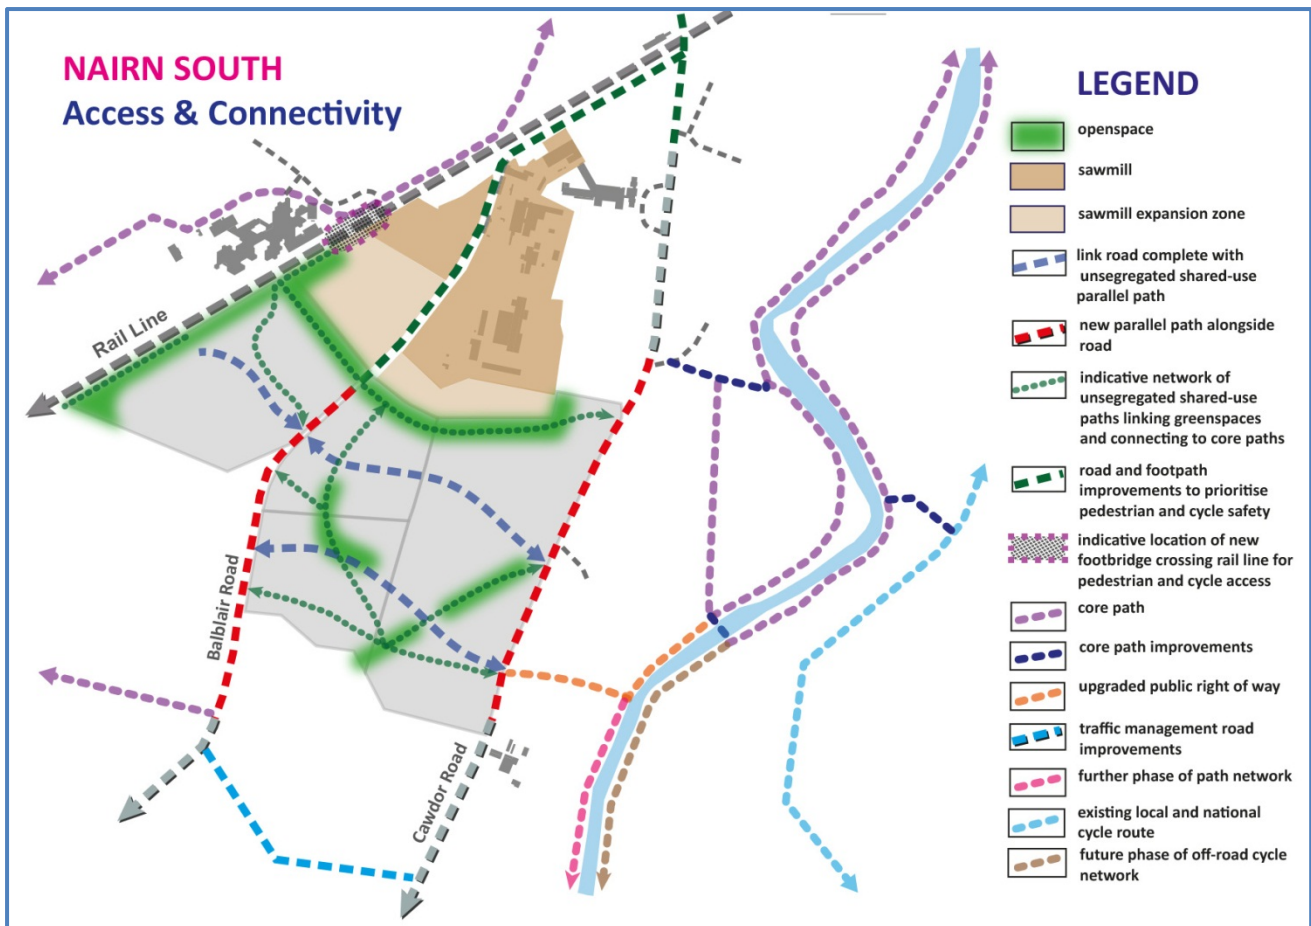 NAIRN SOUTH
Access & Connectivity
Rail Line
Balblair Road
Cawdor Road
LEGEND
openspace
sawmill
sawmill expansion zone
link road complete with
unsegregated shared-use
parallel path
new parallel path alongside
road
indicative network of
unsegregated shared-use
paths linking greenspaces
and connecting to core paths
road and footpath
improvements to prioritise
pedestrian and cycle safety
indicative location of new
footbridge crossing rail line for
pedestrian and cycle access
core path
core path improvements
upgraded public right of way
traffic management road
improvements
further phase of path network
existing local and national
cycle route
future phase of off-road cycle
network